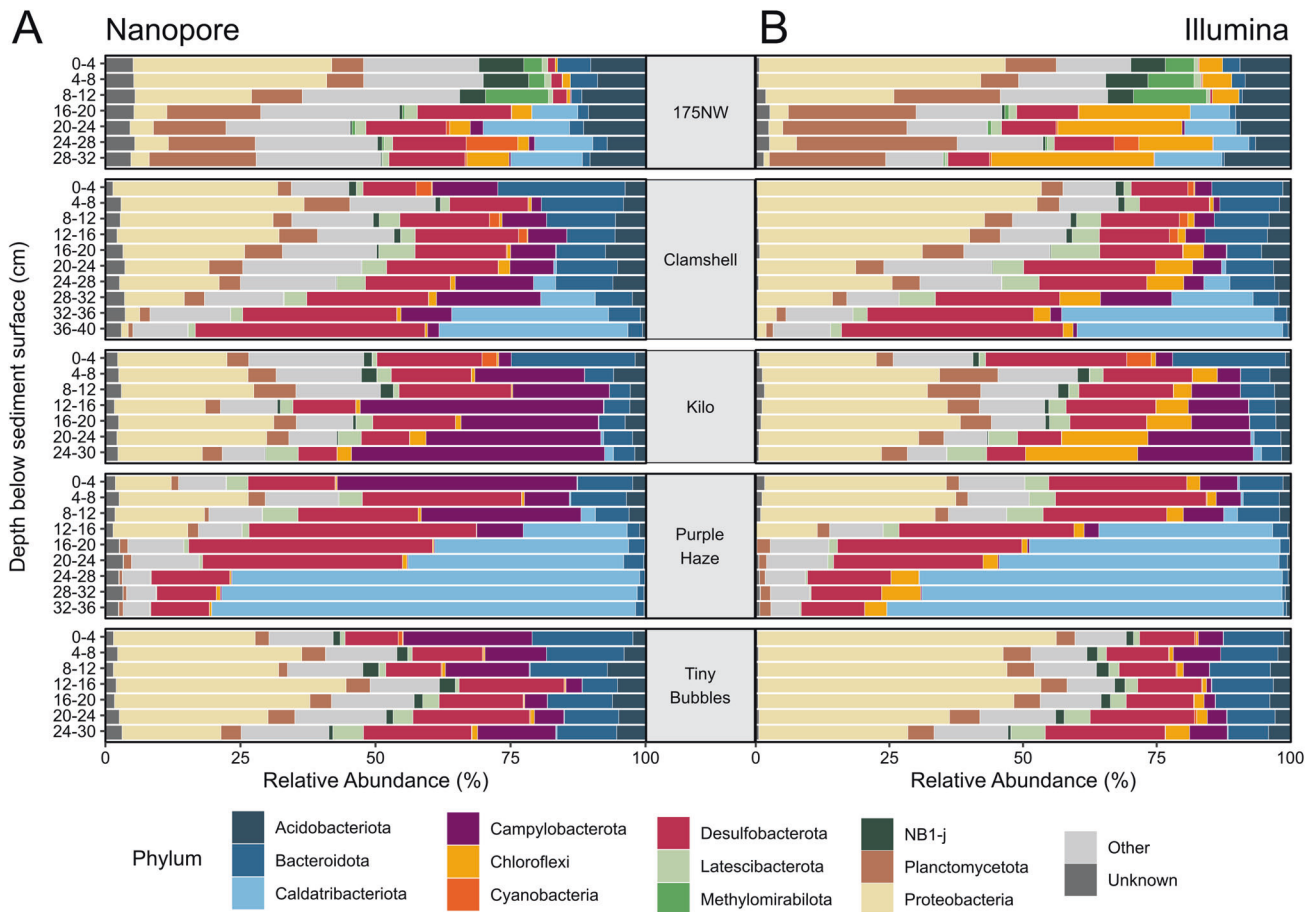 A Nanopore
B Illumina
Depth below sediment surface (cm)
0-4
4-8
8-12
16-20
20-24
24-28
28-32
175NW
0-4
4-8
8-12
12-16
16-20
20-24
24-28
28-32
32-36
36-40
Clamshell
0-4
4-8
8-12
12-16
16-20
20-24
24-30
Kilo
0-4
4-8
8-12
12-16
16-20
20-24
24-28
28-32
32-36
Purple
Haze
0-4
4-8
8-12
12-16
16-20
20-24
24-30
Tiny
Bubbles
0 25 50 75 100
0 25 50 75 100
Relative Abundance (%)
Relative Abundance (%)
Phylum
Acidobacteriota
Bacteroidota
Caldatribacteriota
Campylobacterota
Chloroflexi
Cyanobacteria
Desulfobacterota
Latescibacterota
Methylomirabilota
NB1-j
Planctomycetota
Proteobacteria
Other
Unknown